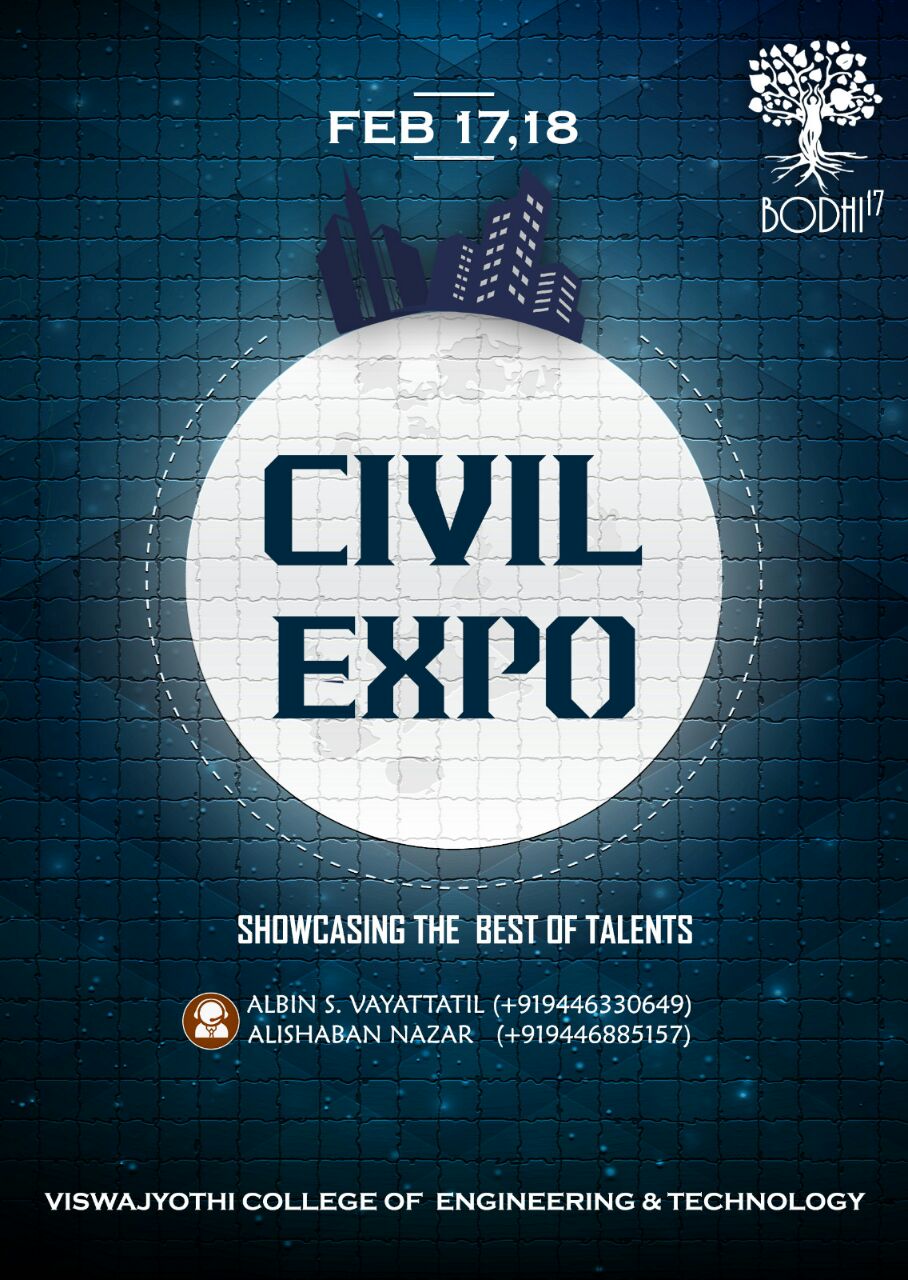 FEB 17,18
BODHI17
CIVIL
EXPO
SHOWCASING THE BEST OF TALENTS
ALBIN S. VAYATTATIL (+919446330649)
ALISHABAN NAZAR (+919446885157)
VISWAJYOTHI COLLEGE OF ENGINEERING & TECHNOLOGY